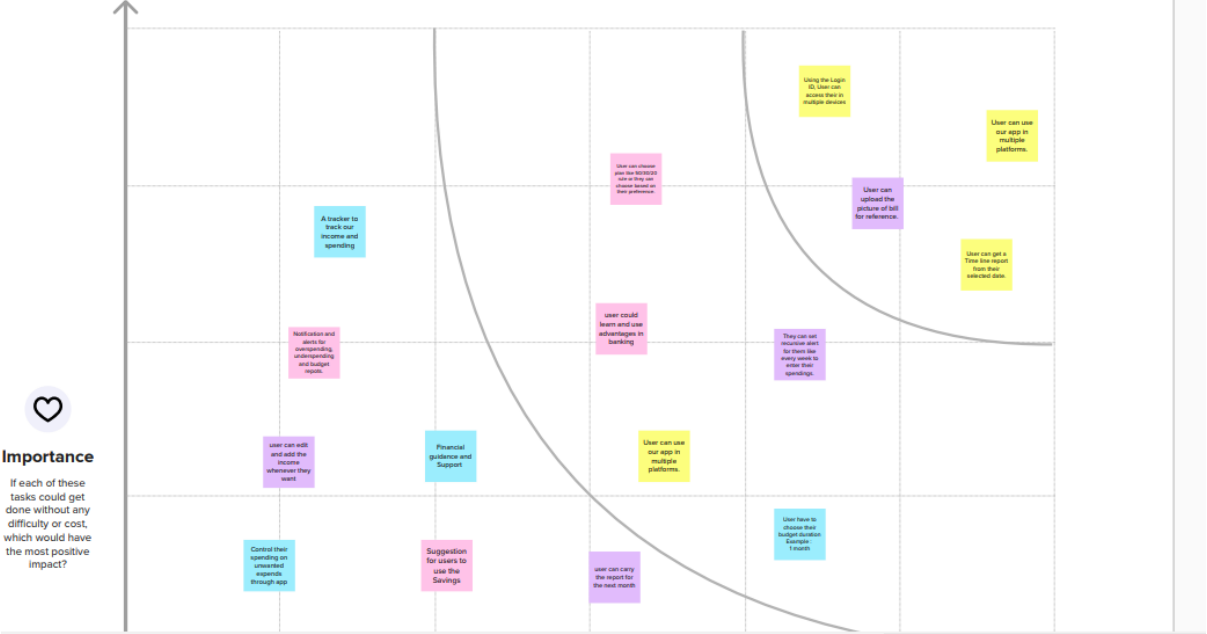 Using the Login
ID, User can
access their in
multiple devices
User can use
our app in
multiple
platforms.
User can choose
plan like 50/30/20
rule or they can
choose based on
their preference.
User can
upload the
picture of bill
for reference.
A tracker to
track our
income and
spending
User can get a
Time line report
from their
selected date.
user could
learn and use
advantages in
banking
Notification and
alerts for
overspending,
underspending
and budget
repots.
They can set
recursive alert
for them like
every week to
enter their
spendings.
user can edit
and add the
income
whenever they
want
Financial
guidance and
Support
User can use
our app in
multiple
platforms.
Importance
If each of these
tasks could get
done without any
difficulty or cost,
which would have
the most positive
impact?
User have to
choose their
budget duration
Example :
1 month
Control their
spending on
unwanted
expends
through app
Suggestion
for users to
use the
Savings
user can carry
the report for
the next month